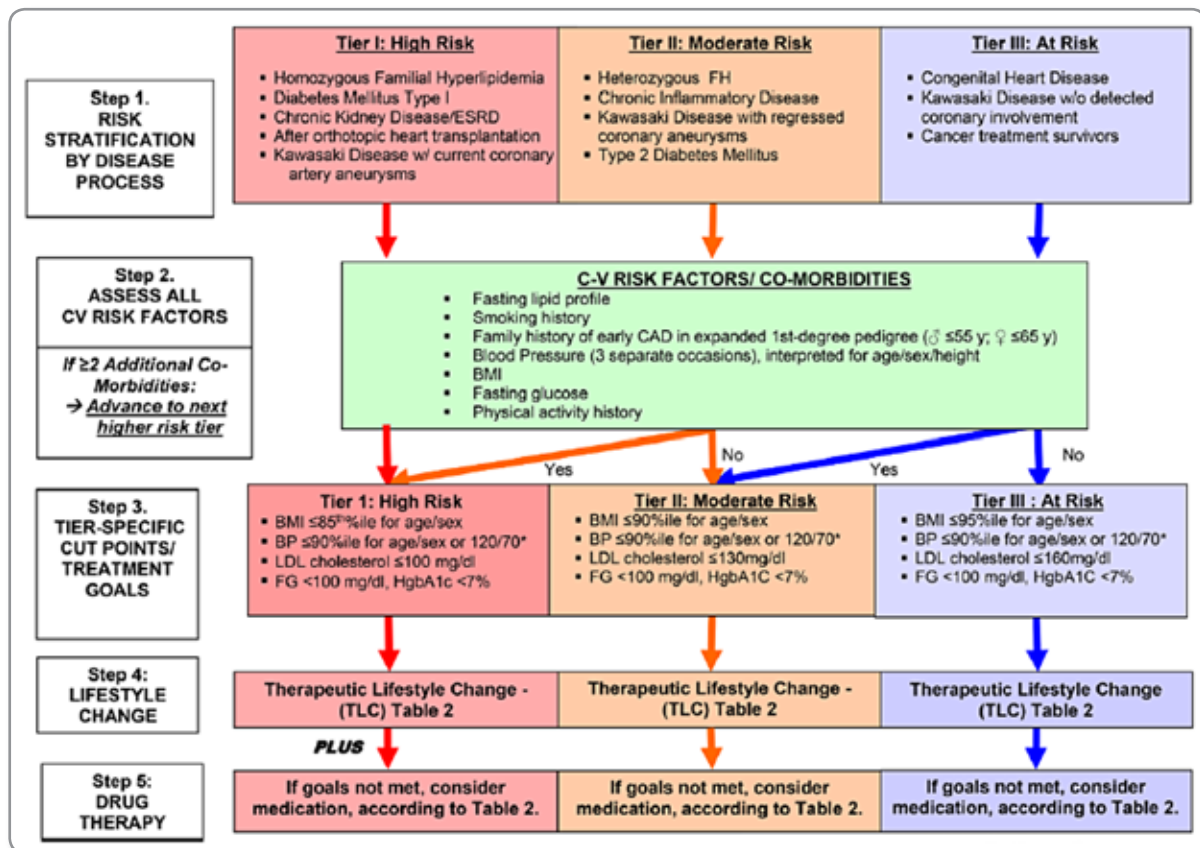 Step 1.
RISK
STRATIFICATION
BY DISEASE
PROCESS
Tier I: High Risk
▪ Homozygous Familial Hyperlipidemia
▪ Diabetes Mellitus Type I
▪ Chronic Kidney Disease/ESRD
▪ After orthotopic heart transplantation
▪ Kawasaki Disease w/ current coronary
artery aneurysms
Tier II: Moderate Risk
▪ Heterozygous FH
▪ Chronic Inflammatory Disease
▪ Kawasaki Disease with regressed
coronary aneurysms
▪ Type 2 Diabetes Mellitus
Tier III: At Risk
▪ Congenital Heart Disease
▪ Kawasaki Disease w/o detected
coronary involvement
▪ Cancer treatment survivors
Step 2.
ASSESS ALL
CV RISK FACTORS
If ≥2 Additional Co-
Morbidities:
→ Advance to next
higher risk tier
C-V RISK FACTORS/ CO-MORBIDITIES
▪ Fasting lipid profile
▪ Smoking history
▪ Family history of early CAD in expanded 1st-degree pedigree (♂ ≤55 y; ♀ ≤65 y)
▪ Blood Pressure (3 separate occasions), interpreted for age/sex/height
▪ BMI
▪ Fasting glucose
▪ Physical activity history
Yes
No
Yes
No
Step 3.
TIER-SPECIFIC
CUT POINTS/
TREATMENT
GOALS
Tier 1: High Risk
▪ BMI ≤85th%ile for age/sex
▪ BP ≤90%ile for age/sex or 120/70*
▪ LDL cholesterol ≤100 mg/dl
▪ FG <100 mg/dl, HgbA1c <7%
Tier II: Moderate Risk
▪ BMI ≤90%ile for age/sex
▪ BP ≤90%ile for age/sex or 120/70*
▪ LDL cholesterol ≤130mg/dl
▪ FG <100 mg/dl, HgbA1C <7%
Tier III : At Risk
▪ BMI ≤95%ile for age/sex
▪ BP ≤90%ile for age/sex or 120/70*
▪ LDL cholesterol ≤160mg/dl
▪ FG <100 mg/dl, HgbA1C <7%
Step 4:
LIFESTYLE
CHANGE
Therapeutic Lifestyle Change -
(TLC) Table 2
Therapeutic Lifestyle Change -
(TLC) Table 2
Therapeutic Lifestyle Change
(TLC) Table 2
PLUS
Step 5:
DRUG
THERAPY
If goals not met, consider
medication, according to Table 2.
If goals not met, consider
medication, according to Table 2.
If goals not met, consider
medication, according to Table 2.